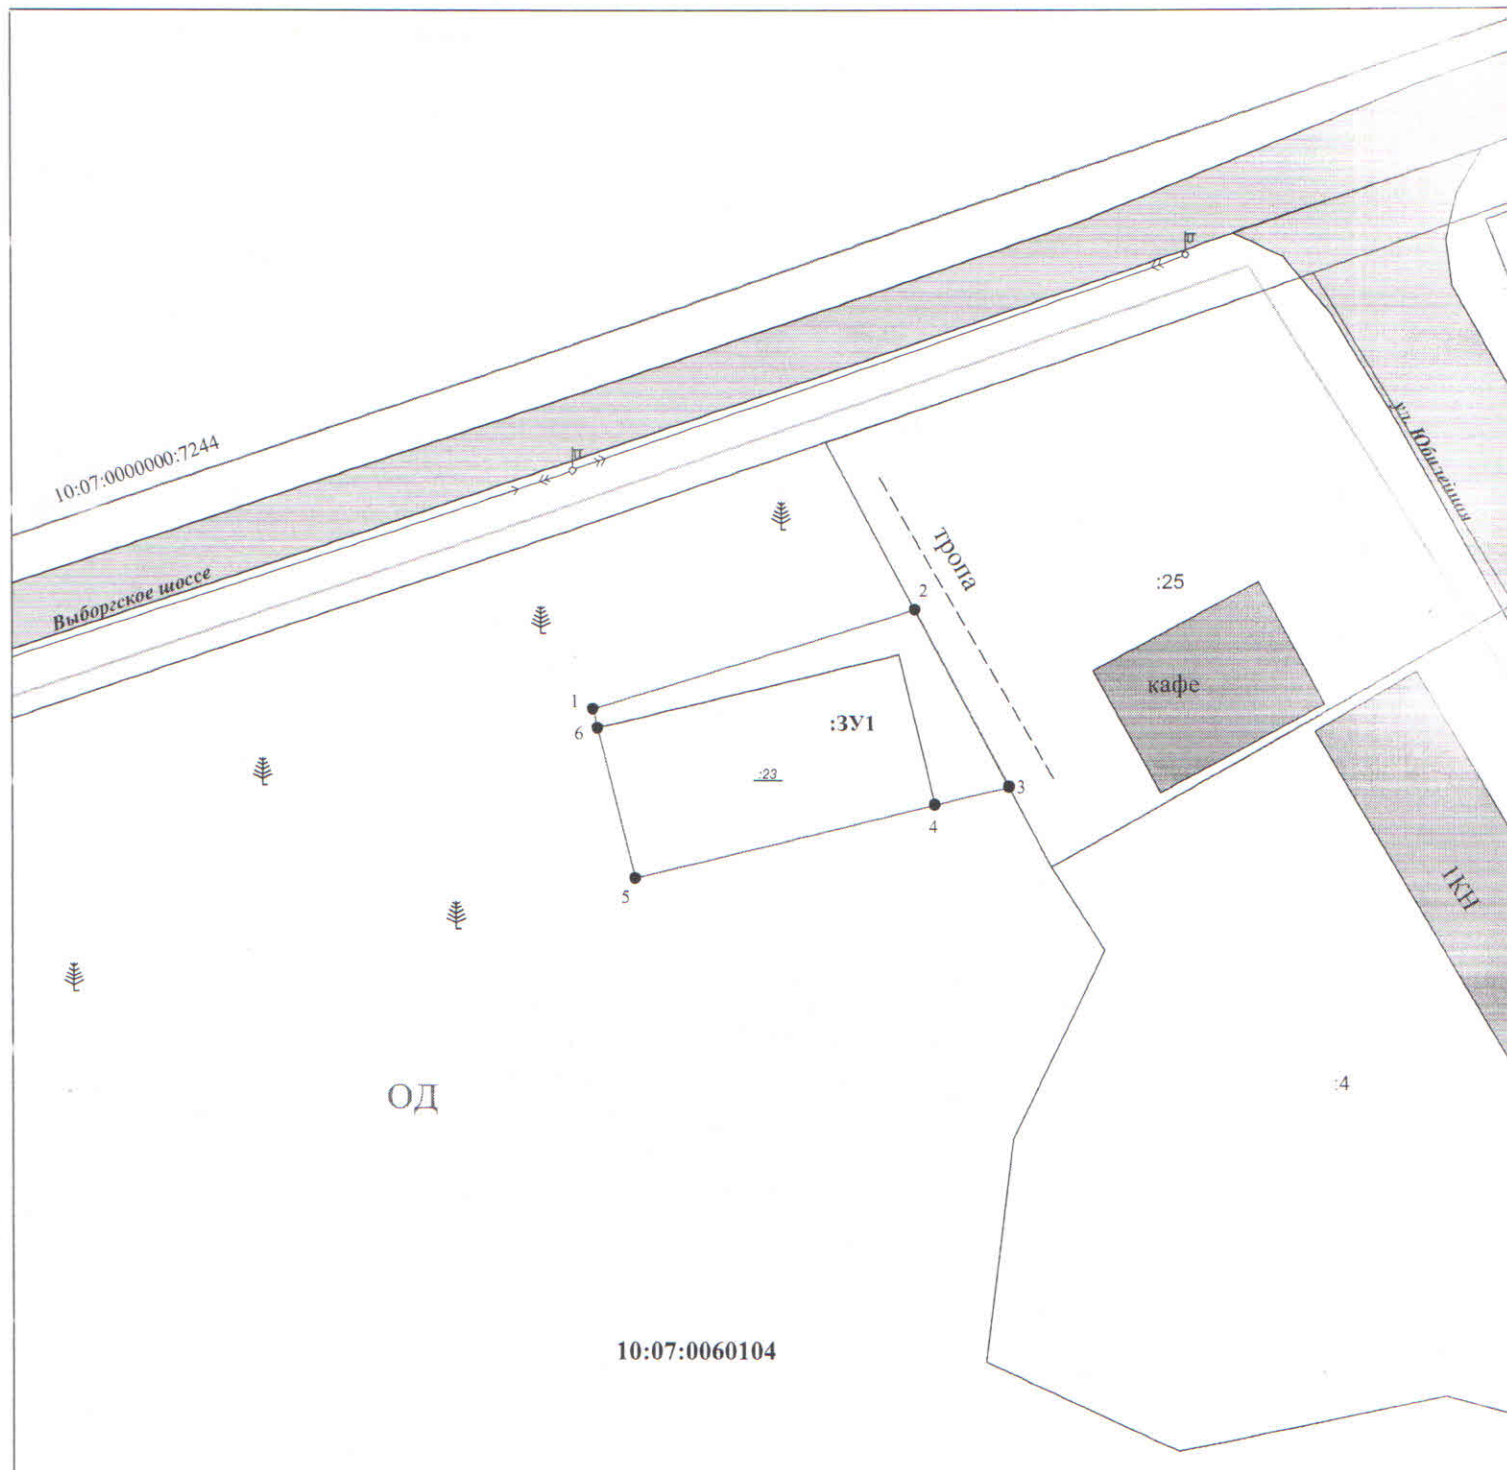 10:07:0000000:7244
Выборгское шоссе
ул. Юбилейная
тропа
:25
2
кафе
1
:ЗУ1
6
:23
3
4
1КН
5
:4
ОД
10:07:0060104